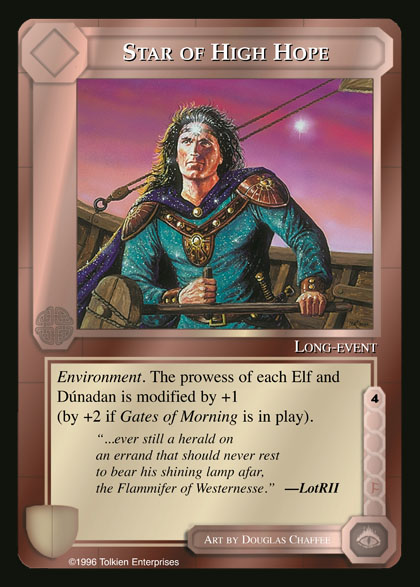 STAR OF HIGH HOPE
LONG-EVENT
Environment. The prowess of each Elf and
Dúnadan is modified by +1
(by +2 if Gates of Morning is in play).
4
“...ever still a herald on
an errand that should never rest
to bear his shining lamp afar,
the Flammifer of Westernesse.” —LotRII
F
ART BY DOUGLAS CHAFFEE
©1996 Tolkien Enterprises